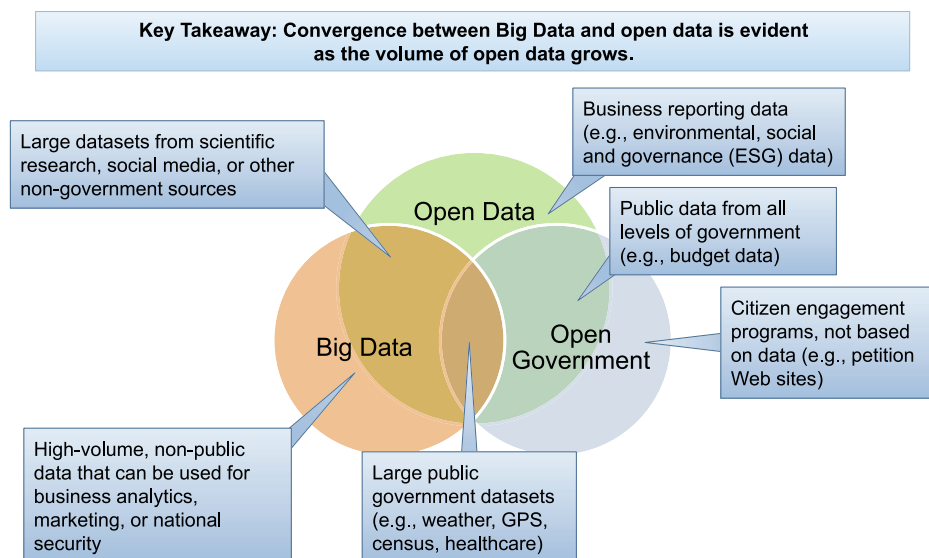 Key Takeaway: Convergence between Big Data and open data is evident
as the volume of open data grows.
Large datasets from scientific
research, social media, or other
non-government sources
Business reporting data
(e.g., environmental, social
and governance (ESG) data)
Open Data
Public data from all
levels of government
(e.g., budget data)
Big Data
Open
Government
Citizen engagement
programs, not based
on data (e.g., petition
Web sites)
High-volume, non-public
data that can be used for
business analytics,
marketing, or national
security
Large public
government datasets
(e.g., weather, GPS,
census, healthcare)